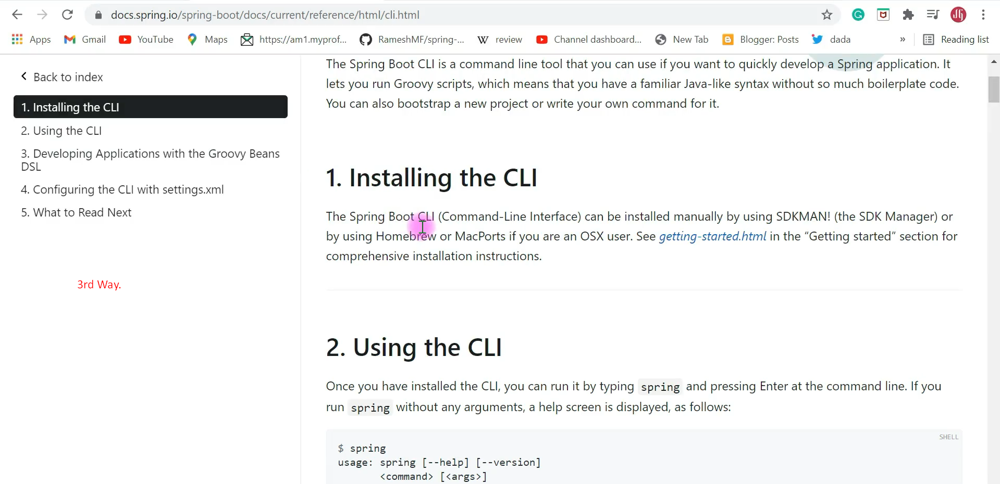 docs.spring.io/spring-boot/docs/current/reference/html/cli.html
Apps Gmail YouTube Maps https://am1.myprof... RameshMF/spring-... W review Channel dashboard... New Tab Blogger: Posts dada » Reading list
Back to index
1. Installing the CLI
2. Using the CLI
3. Developing Applications with the Groovy Beans
DSL
4. Configuring the CLI with settings.xml
5. What to Read Next
3rd Way.
The Spring Boot CLI is a command line tool that you can use if you want to quickly develop a Spring application. It
lets you run Groovy scripts, which means that you have a familiar Java-like syntax without so much boilerplate code.
You can also bootstrap a new project or write your own command for it.
1. Installing the CLI
The Spring Boot CLI (Command-Line Interface) can be installed manually by using SDKMAN! (the SDK Manager) or
by using Homebrew or MacPorts if you are an OSX user. See getting-started.html in the “Getting started” section for
comprehensive installation instructions.
2. Using the CLI
Once you have installed the CLI, you can run it by typing spring and pressing Enter at the command line. If you
run spring without any arguments, a help screen is displayed, as follows:
SHELL
$ spring
usage: spring [--help] [--version]
<command> [<args>]